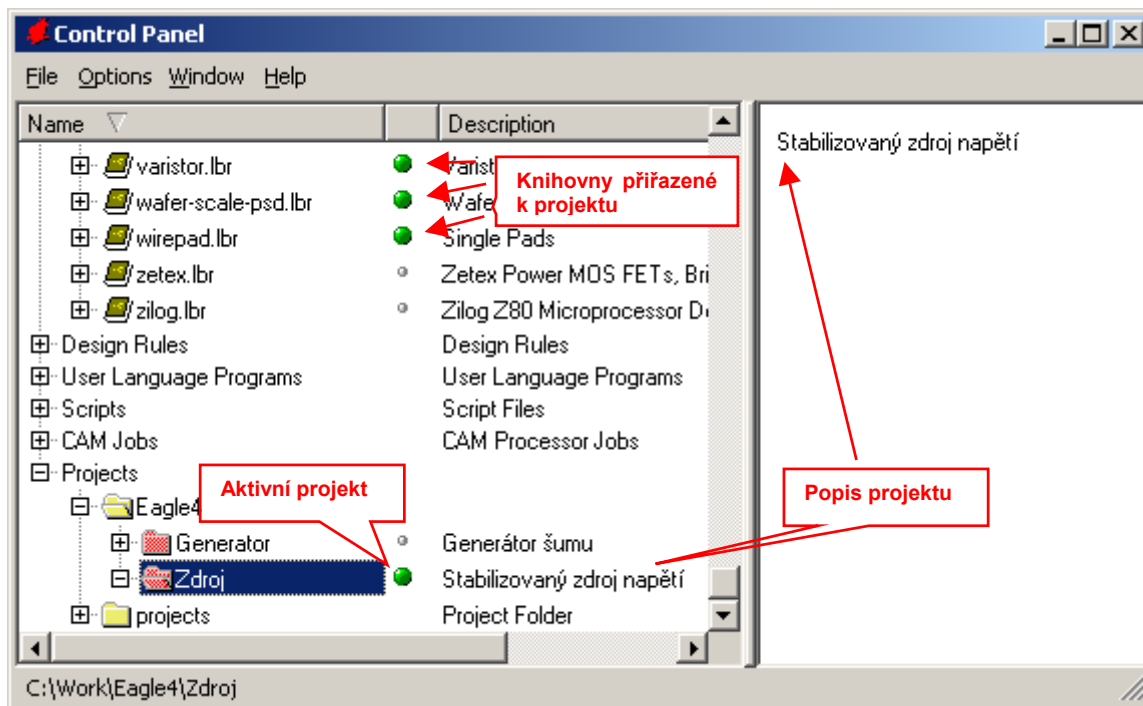 Control Panel
File Options Window Help
Name Description
varistor.lbr Varist
wafer-scale-psd.lbr Wafe
Knihovny přiřazené
k projektu
wirepad.lbr Single Pads
zetex.lbr Zetex Power MOS FETs, Bri
zilog.lbr Zilog Z80 Microprocessor D
Design Rules Design Rules
User Language Programs User Language Programs
Scripts Script Files
CAM Jobs CAM Processor Jobs
Projects
Aktivní projekt
Eagle4
Generator Generátor šumu
Zdroj Stabilizovaný zdroj napětí
projects Project Folder
Stabilizovaný zdroj napětí
Popis projektu
C:\Work\Eagle4\Zdroj